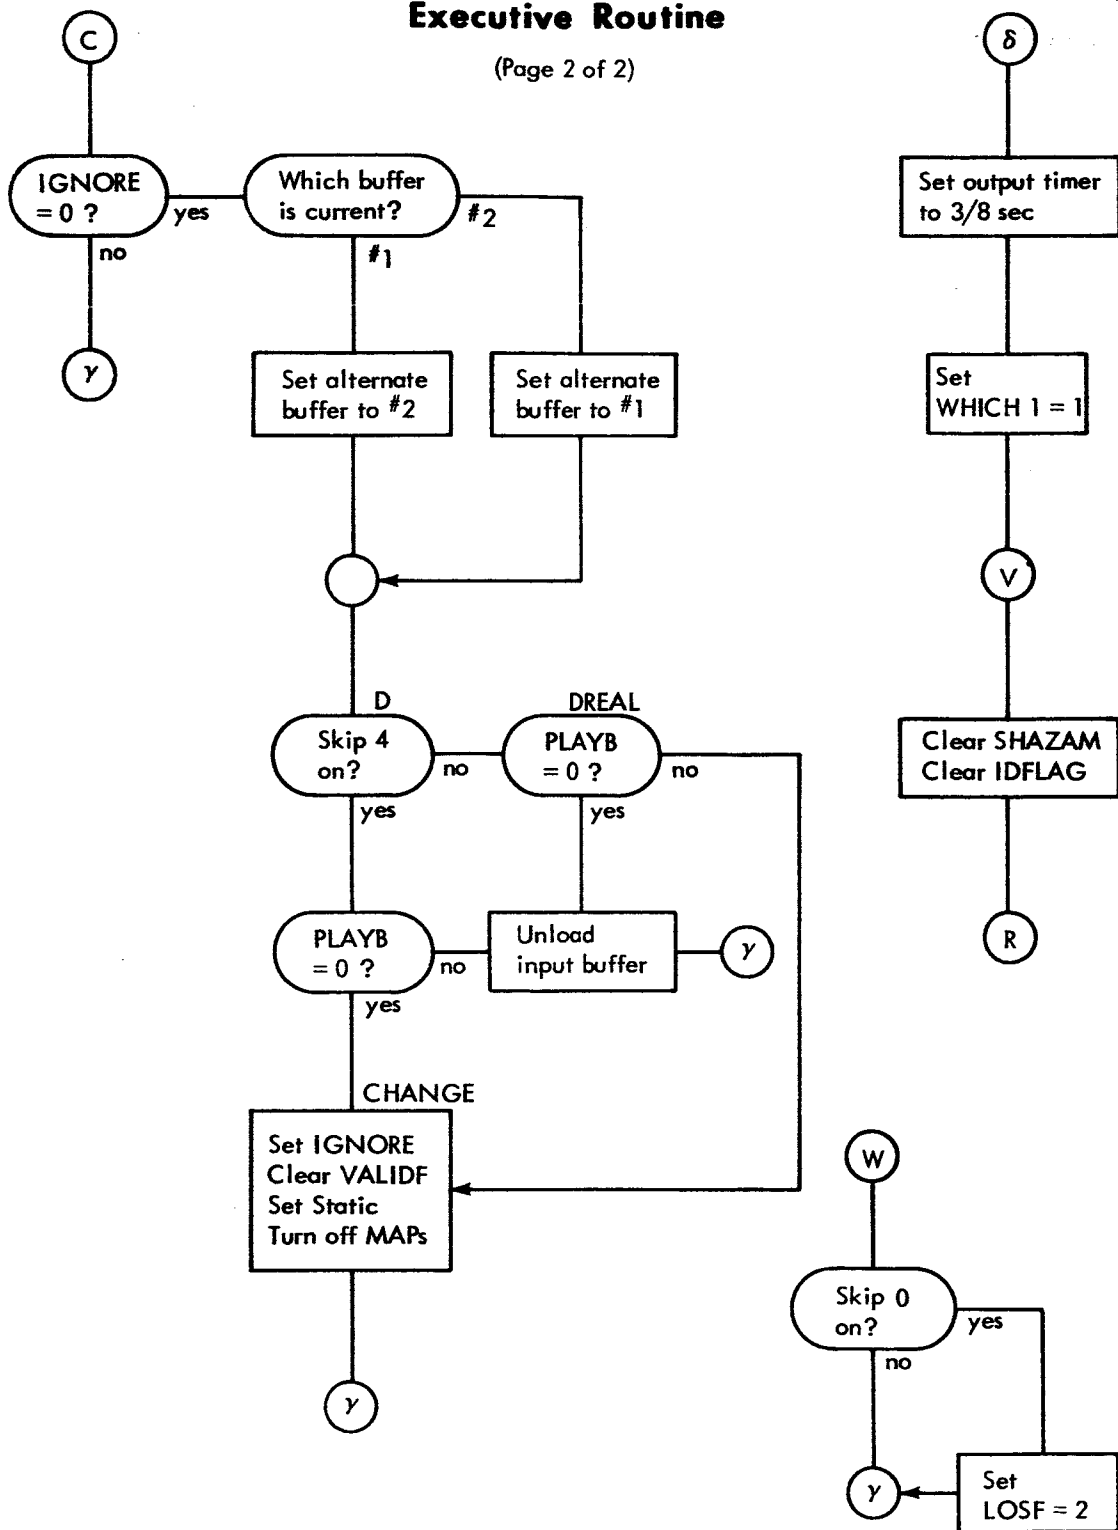 Executive Routine
(Page 2 of 2)
C
IGNORE
= 0 ?
yes
no
γ
Which buffer
is current?
#2
#1
Set alternate
buffer to #2
Set alternate
buffer to #1
D
Skip 4
on?
no
yes
DREAL
PLAYB
= 0 ?
no
yes
PLAYB
= 0 ?
no
yes
Unload
input buffer
γ
CHANGE
Set IGNORE
Clear VALIDF
Set Static
Turn off MAPs
γ
δ
Set output timer
to 3/8 sec
Set
WHICH 1 = 1
V
Clear SHAZAM
Clear IDFLAG
R
W
Skip 0
on?
yes
no
γ
Set
LOSF = 2